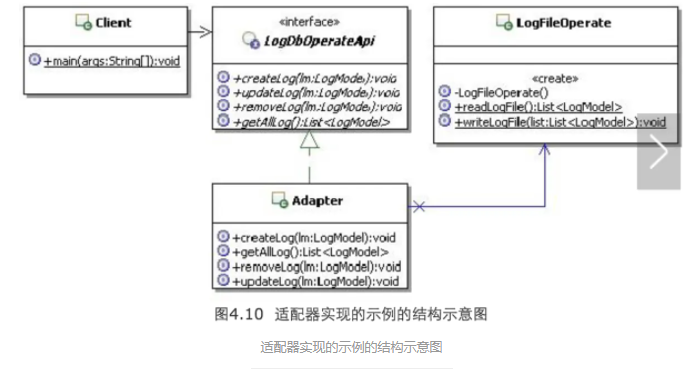 Client
+main(args:String[]):void
«interface»
LogDbOperateApi
+createLog(lm:LogModel):void
+updateLog(lm:LogModel):void
+removeLog(lm:LogModel):void
+getAllLog():List<LogModel>
LogFileOperate
«create»
-LogFileOperate()
+readLogFile():List<LogModel>
+writeLogFile(list:List<LogModel>):void
Adapter
+createLog(lm:LogModel):void
+getAllLog():List<LogModel>
+removeLog(lm:LogModel):void
+updateLog(lm:LogModel):void
图4.10 适配器实现的示例的结构示意图
适配器实现的示例的结构示意图